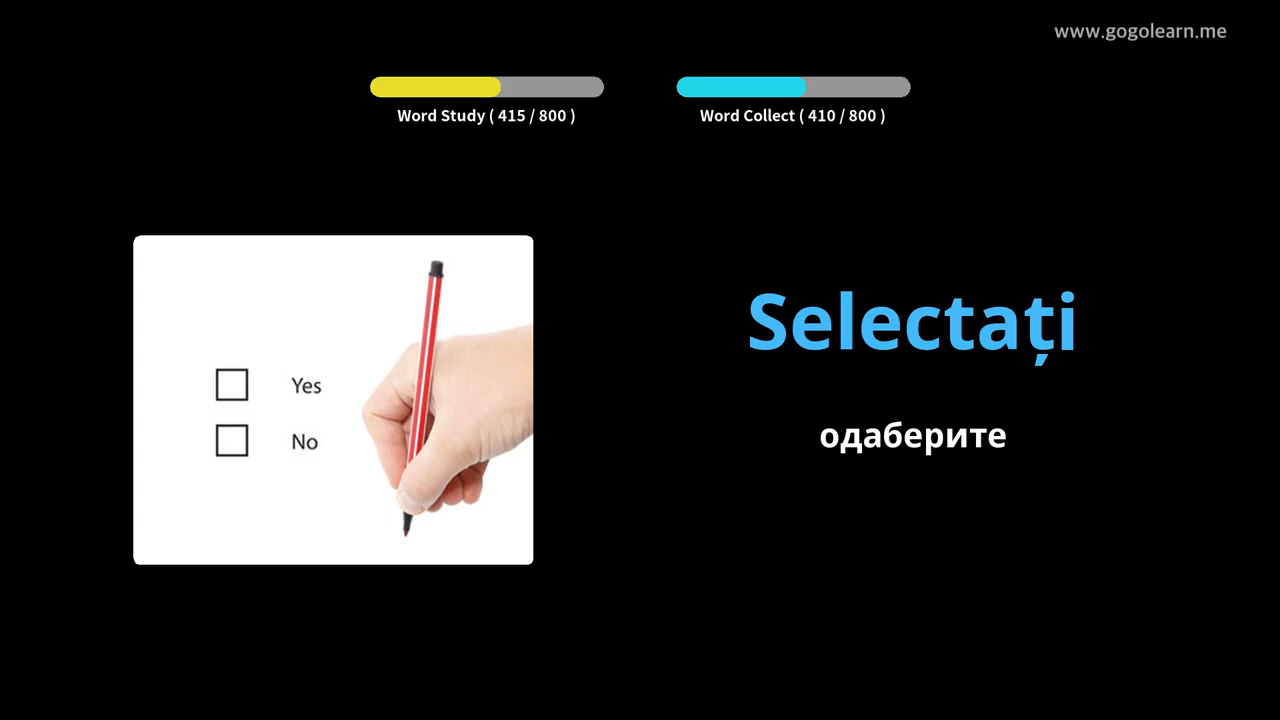 www.gogolearn.me
Word Study ( 415 / 800 )
Word Collect ( 410 / 800 )
Selectați
одаберите
Yes
No